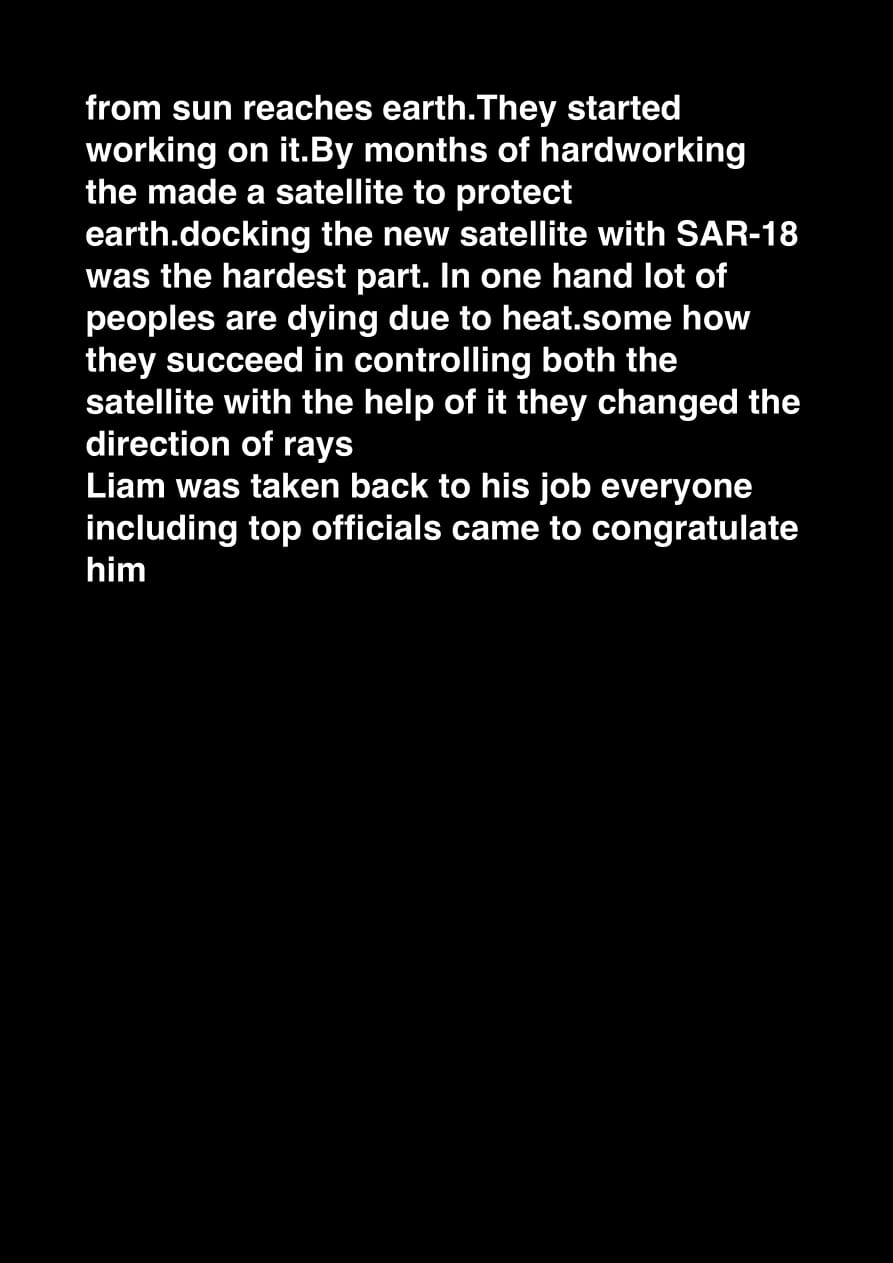 from sun reaches earth.They started
working on it.By months of hardworking
the made a satellite to protect
earth.docking the new satellite with SAR-18
was the hardest part. In one hand lot of
peoples are dying due to heat.some how
they succeed in controlling both the
satellite with the help of it they changed the
direction of rays
Liam was taken back to his job everyone
including top officials came to congratulate
him